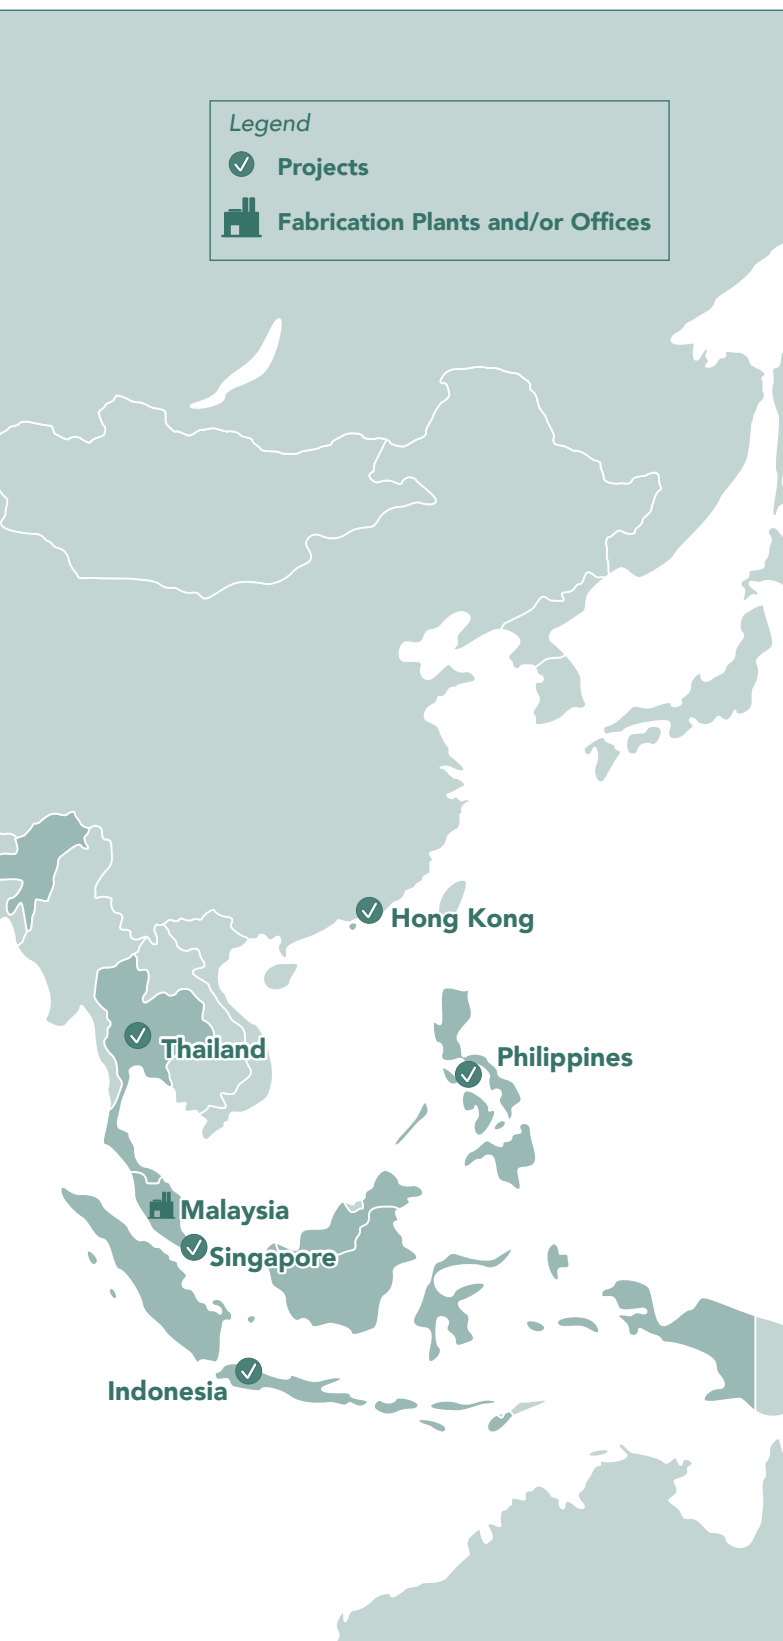 Legend
Projects
Fabrication Plants and/or Offices
Hong Kong
Thailand
Philippines
Malaysia
Singapore
Indonesia